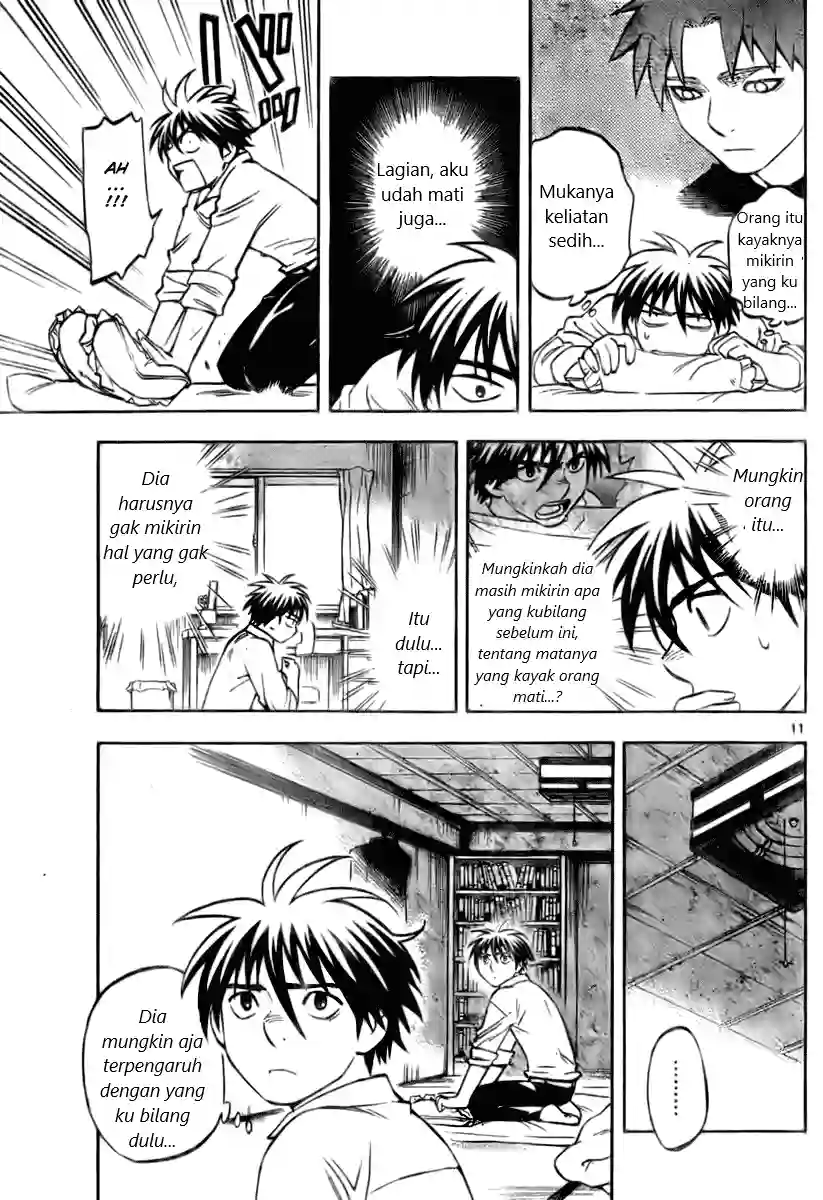 Orang itu
kayaknya
mikirin
yang ku
bilang...
Mukanya
keliatan
sedih...
Lagian, aku
udah mati
juga...
AH
...
!!!
Mungkin
orang
itu...
Mungkinkah dia
masih mikirin apa
yang kubilang
sebelum ini,
tentang matanya
yang kayak orang
mati...?
Itu
dulu...
tapi...
Dia
harusnya
gak mikirin
hal yang gak
perlu,
11
........
Dia
mungkin aja
terpengaruh
dengan yang
ku bilang
dulu...